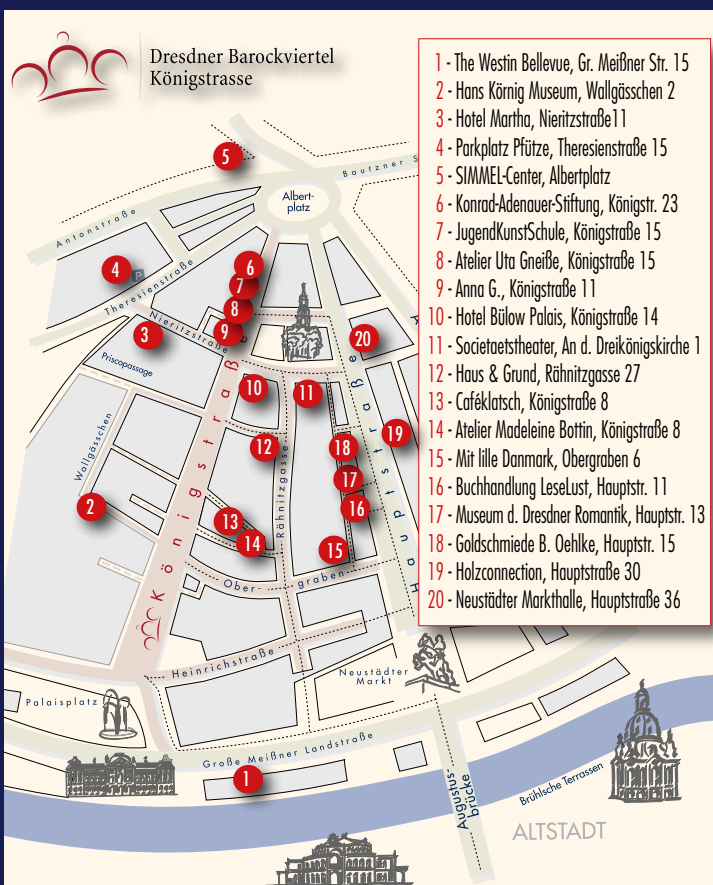 Dresdner Barockviertel
Königstrasse
1 - The Westin Bellevue, Gr. Meißner Str. 15
2 - Hans Körnig Museum, Wallgässchen 2
3 - Hotel Martha, Nieritzstraße11
4 - Parkplatz Pfütze, Theresienstraße 15
5 - SIMMEL-Center, Albertplatz
6 - Konrad-Adenauer-Stiftung, Königstr. 23
7 - JugendKunstSchule, Königstraße 15
8 - Atelier Uta Gneiße, Königstraße 15
9 - Anna G., Königstraße 11
10 - Hotel Bülow Palais, Königstraße 14
11 - Societaetstheater, An d. Dreikönigskirche 1
12 - Haus & Grund, Rähnitzgasse 27
13 - Caféklatsch, Königstraße 8
14 - Atelier Madeleine Bottin, Königstraße 8
15 - Mit lille Danmark, Obergraben 6
16 - Buchhandlung LeseLust, Hauptstr. 11
17 - Museum d. Dresdner Romantik, Hauptstr. 13
18 - Goldschmiede B. Oehlke, Hauptstr. 15
19 - Holzconnection, Hauptstraße 30
20 - Neustädter Markthalle, Hauptstraße 36
5
Bautzner S
Albert-
platz
Antonstraße
4
P
6
7
Theresienstraße
8
9
Nieritzstraße
3
20
Priscopassage
10
11
Königstraße
Hauptstraße
19
12
18
Wallgässchen
Rähnitzgasse
17
2
16
13
14
15
Ober-
graben
Heinrichstraße
Neustädter
Markt
Palaisplatz
Große Meißner Landstraße
1
Augustus-
brücke
Brühlsche Terrassen
ALTSTADT